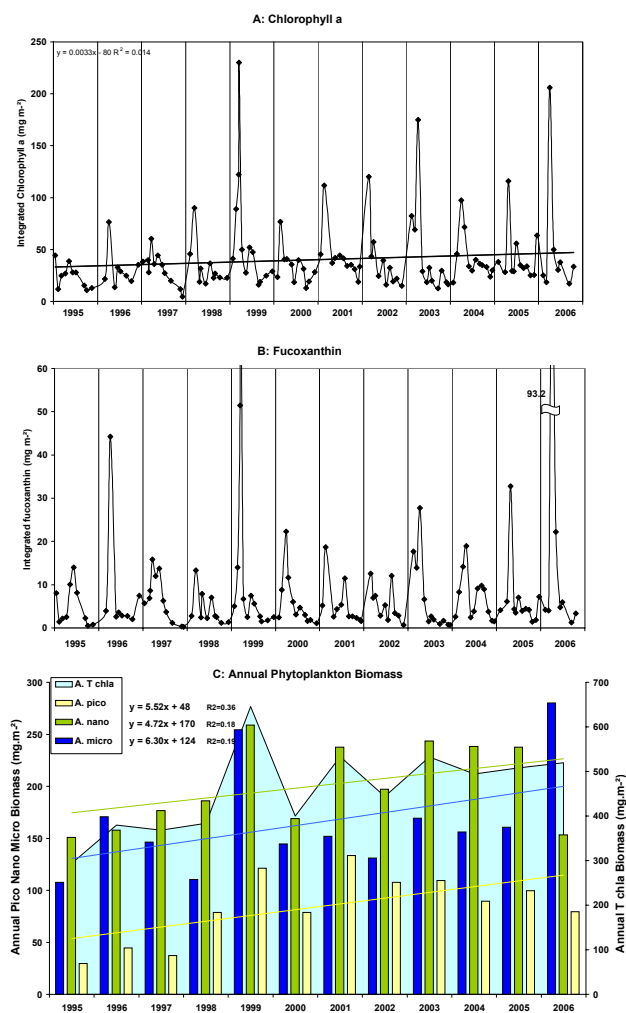 A: Chlorophyll a
y = 0.0033x - 80 R² = 0.014
Integrated Chlorophyll a (mg m-²)
250
200
150
100
50
0
1995 1996 1997 1998 1999 2000 2001 2002 2003 2004 2005 2006
B: Fucoxanthin
Integrated fucoxanthin (mg m-²)
60
50
40
30
20
10
0
93.2
1995 1996 1997 1998 1999 2000 2001 2002 2003 2004 2005 2006
C: Annual Phytoplankton Biomass
Annual Pico Nano Micro Biomass (mg.m-²)
300
250
200
150
100
50
0
A. T chla
A. pico y = 5.52x + 48 R2=0.36
A. nano y = 4.72x + 170 R2=0.18
A. micro y = 6.30x + 124 R2=0.19
700
600
500
400
300
200
100
0
Annual T chla Biomass (mg.m-²)
1995 1996 1997 1998 1999 2000 2001 2002 2003 2004 2005 2006